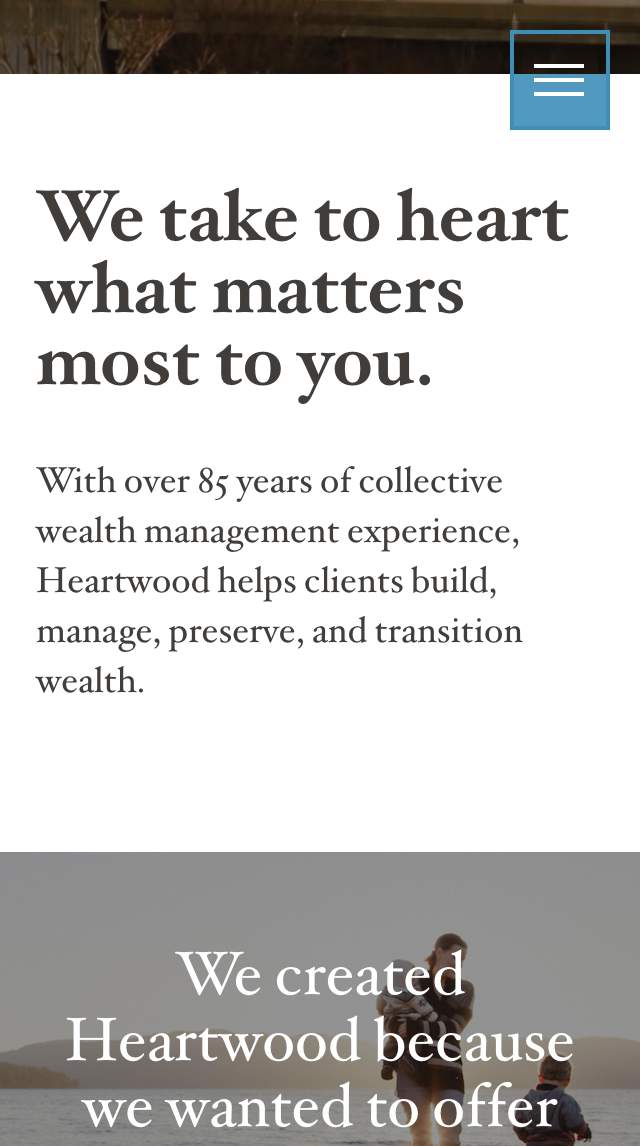 We take to heart
what matters
most to you.
With over 85 years of collective
wealth management experience,
Heartwood helps clients build,
manage, preserve, and transition
wealth.
We created
Heartwood because
we wanted to offer